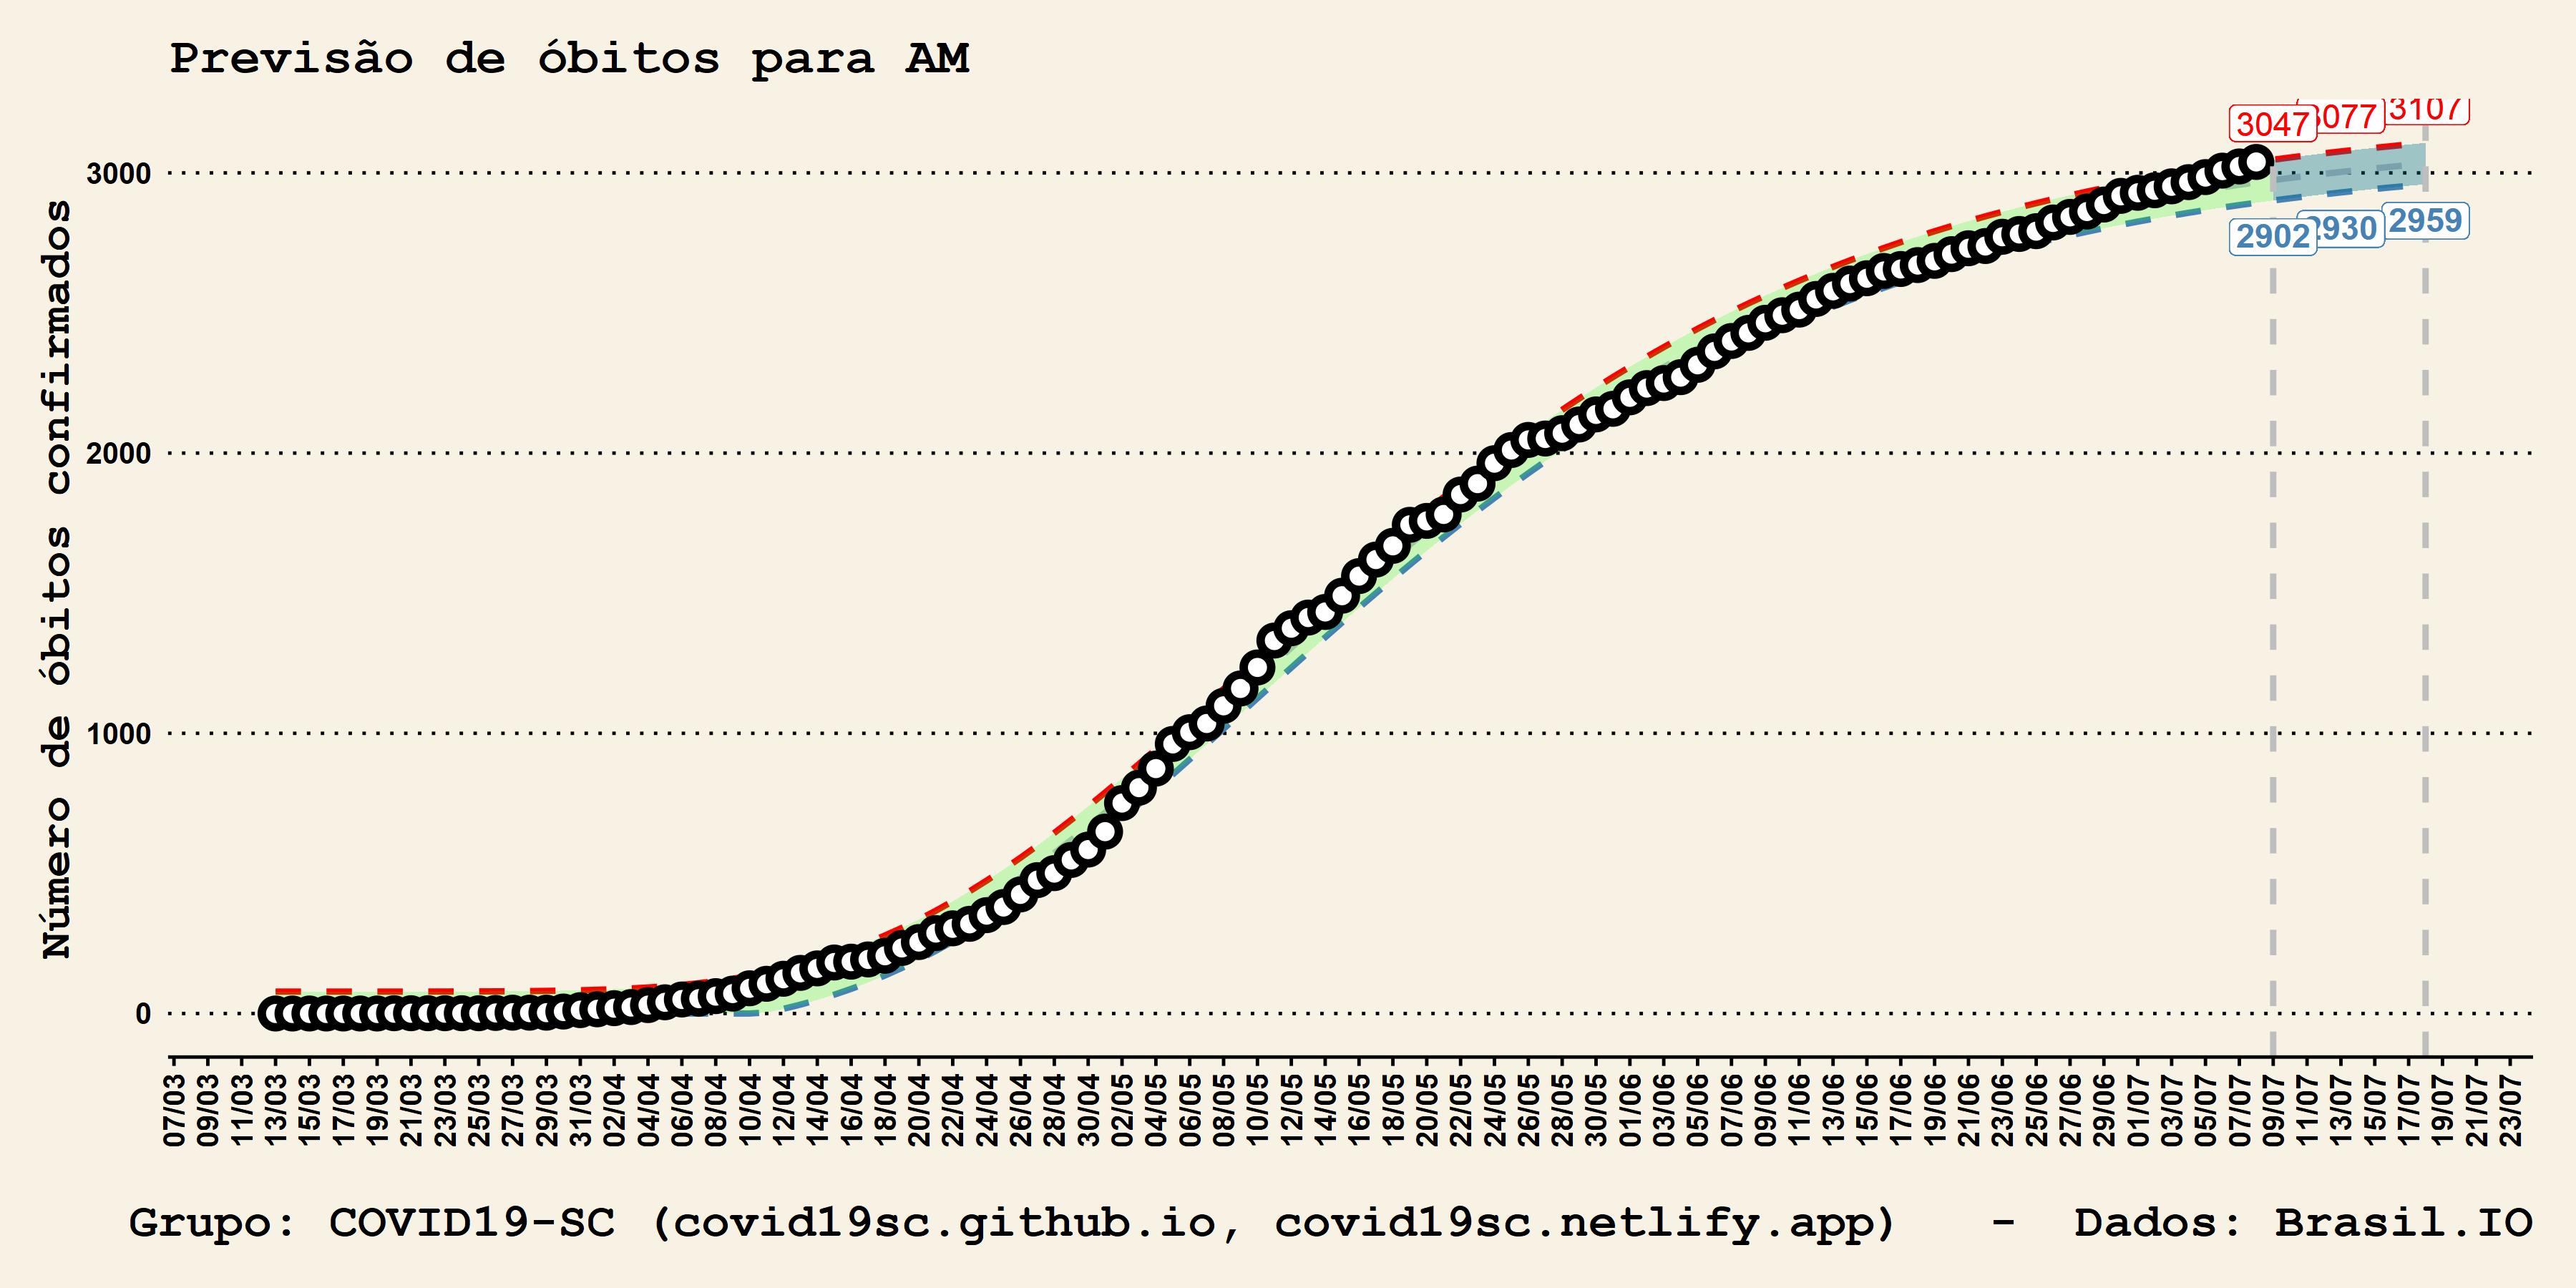 Previsão de óbitos para AM
3047 3077 3107
2902 2930 2959
Número de óbitos confirmados
3000
2000
1000
0
07/03 09/03 11/03 13/03 15/03 17/03 19/03 21/03 23/03 25/03 27/03 29/03 31/03 02/04 04/04 06/04 08/04 10/04 12/04 14/04 16/04 18/04 20/04 22/04 24/04 26/04 28/04 30/04 02/05 04/05 06/05 08/05 10/05 12/05 14/05 16/05 18/05 20/05 22/05 24/05 26/05 28/05 30/05 01/06 03/06 05/06 07/06 09/06 11/06 13/06 15/06 17/06 19/06 21/06 23/06 25/06 27/06 29/06 01/07 03/07 05/07 07/07 09/07 11/07 13/07 15/07 17/07 19/07 21/07 23/07
Grupo: COVID19-SC (covid19sc.github.io, covid19sc.netlify.app) - Dados: Brasil.IO